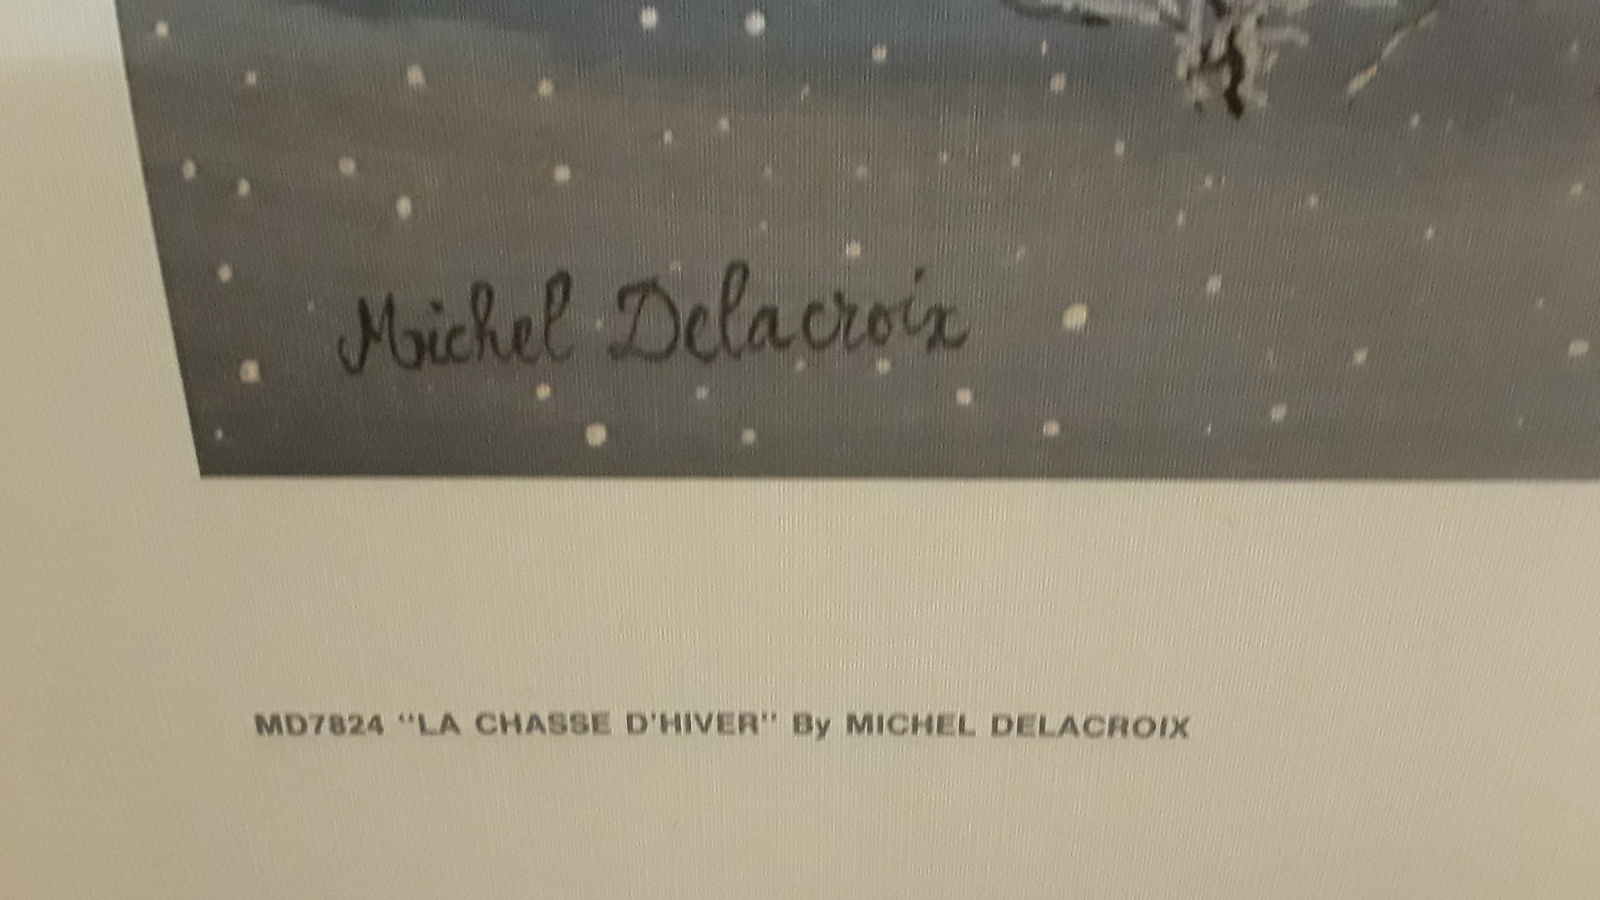 Michel Delacroix
MD7824 "LA CHASSE D'HIVER" By MICHEL DELACROIX